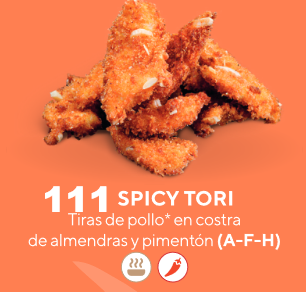 111 SPICY TORI
Tiras de pollo* en costra
de almendras y pimentón (A-F-H)